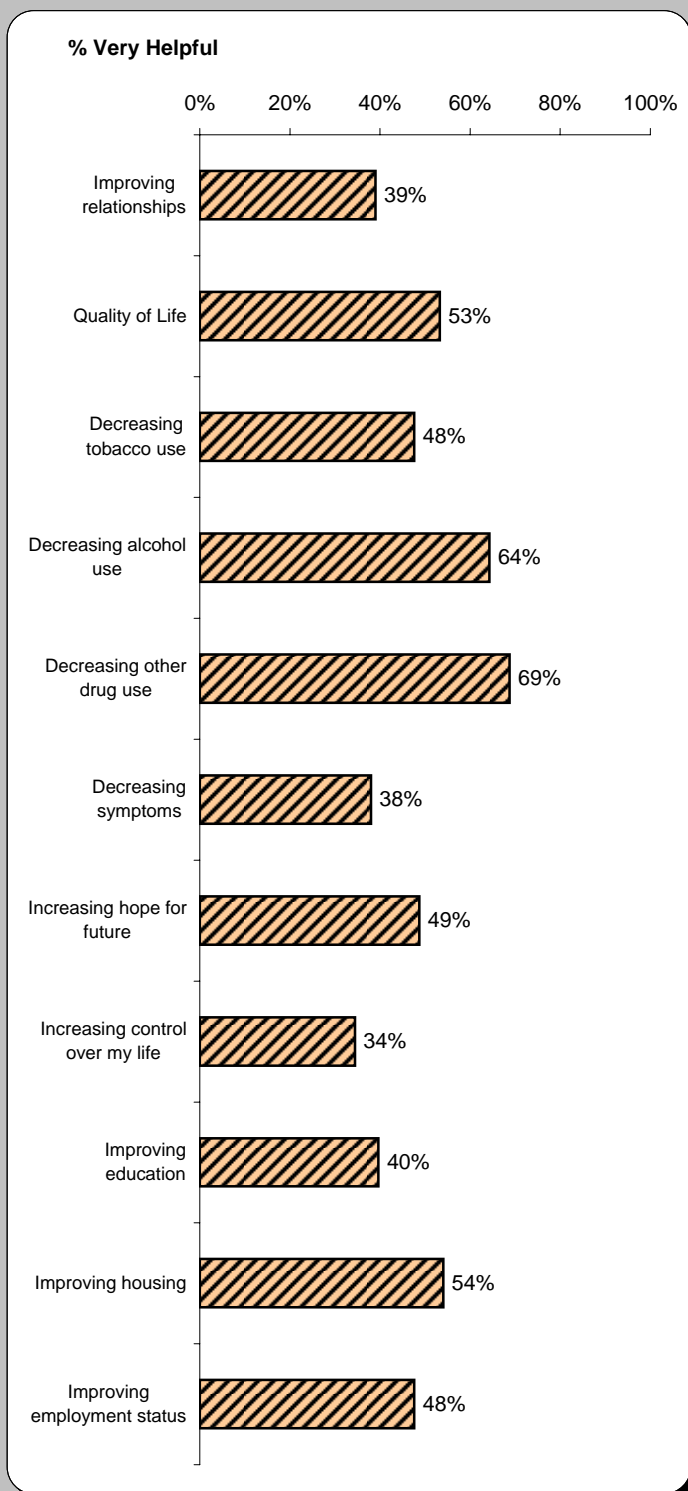 % Very Helpful
0% 20% 40% 60% 80% 100%
Improving
relationships
39%
Quality of Life
53%
Decreasing
tobacco use
48%
Decreasing alcohol
use
64%
Decreasing other
drug use
69%
Decreasing
symptoms
38%
Increasing hope for
future
49%
Increasing control
over my life
34%
Improving
education
40%
Improving housing
54%
Improving
employment status
48%